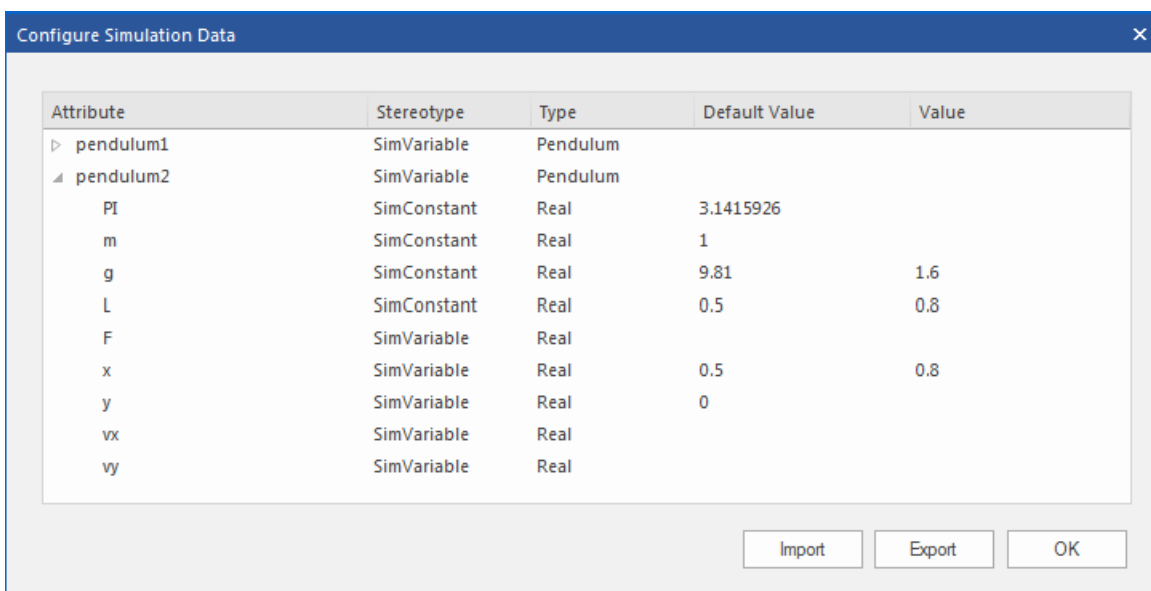 Configure Simulation Data
Attribute Stereotype Type Default Value Value
pendulum1 SimVariable Pendulum
pendulum2 SimVariable Pendulum
PI SimConstant Real 3.1415926
m SimConstant Real 1
g SimConstant Real 9.81 1.6
L SimConstant Real 0.5 0.8
F SimVariable Real
x SimVariable Real 0.5 0.8
y SimVariable Real 0
vx SimVariable Real
vy SimVariable Real
Import Export OK